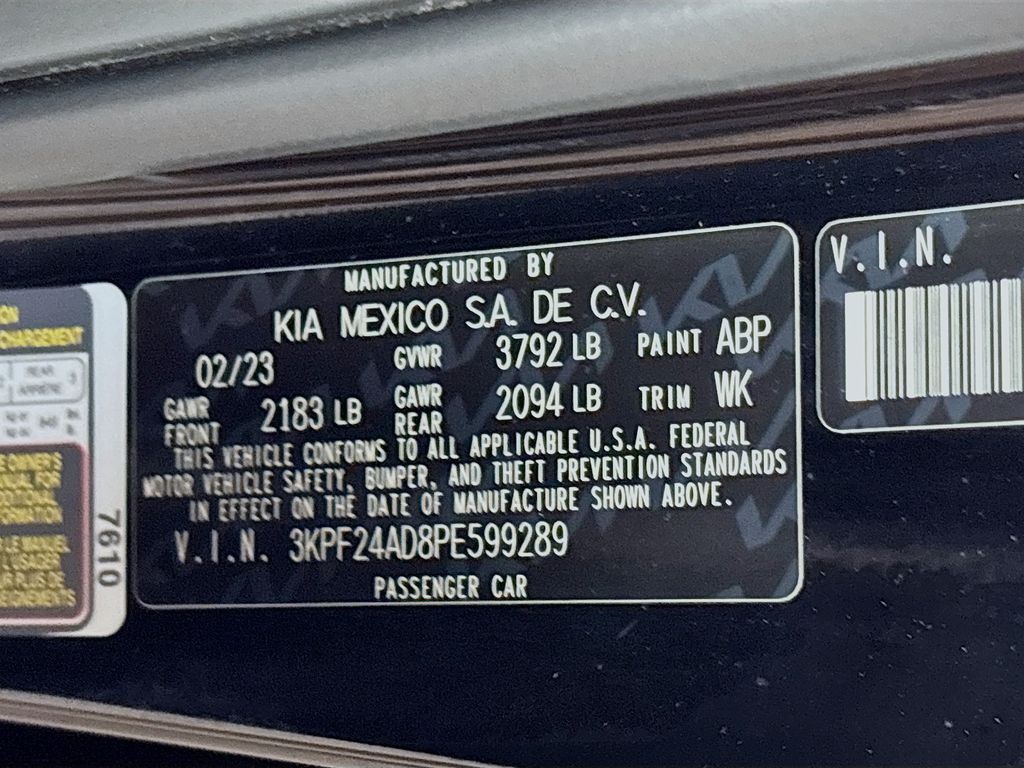 MANUFACTURED BY
KIA MEXICO S.A. DE C.V.
02/23 GVWR 3792 LB PAINT ABP
GAWR FRONT 2183 LB GAWR REAR 2094 LB TRIM WK
THIS VEHICLE CONFORMS TO ALL APPLICABLE U.S.A. FEDERAL
MOTOR VEHICLE SAFETY, BUMPER, AND THEFT PREVENTION STANDARDS
IN EFFECT ON THE DATE OF MANUFACTURE SHOWN ABOVE.
V.I.N. 3KPF24AD8PE599289
PASSENGER CAR
V.I.N.
7610